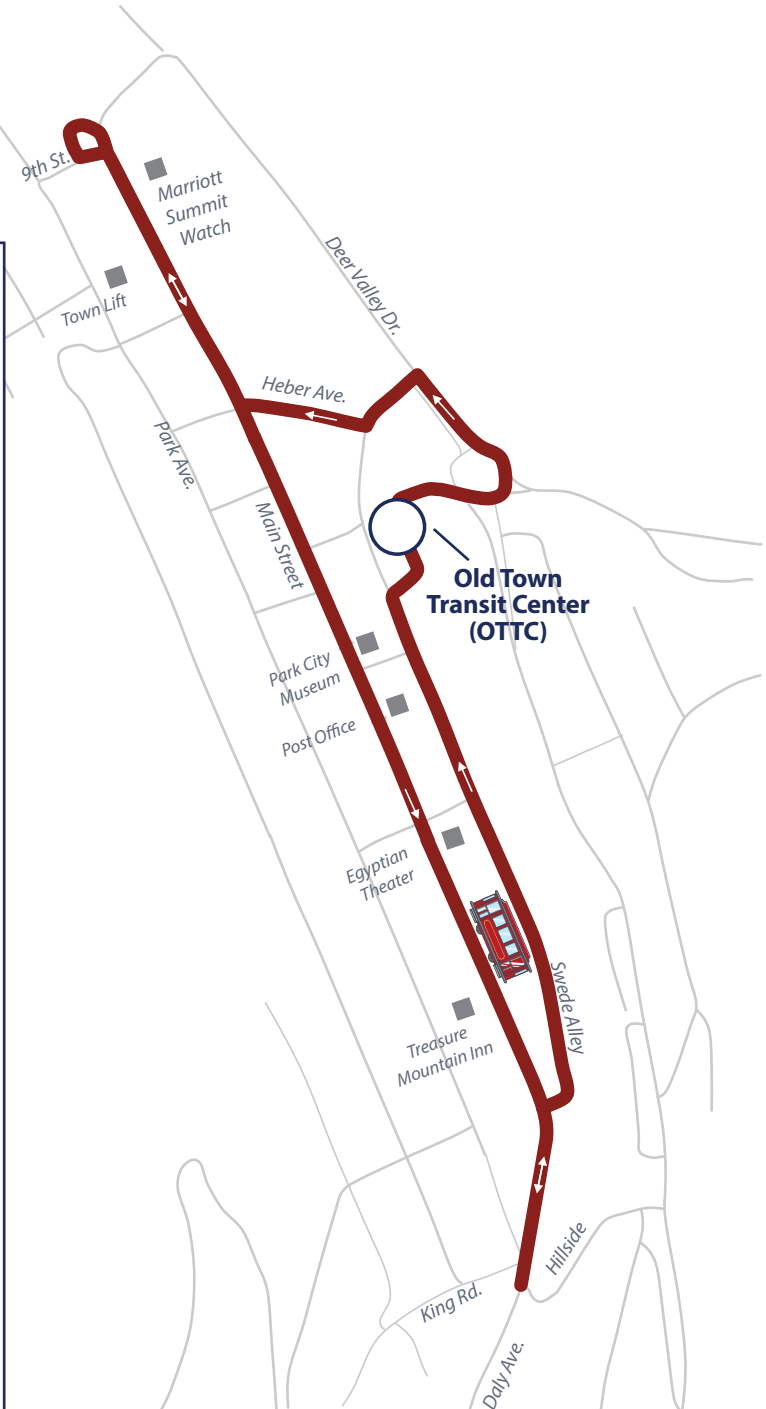 9th St.
Marriott
Summit
Watch
Town Lift
Deer Valley Dr.
Heber Ave.
Park Ave.
Main Street
Old Town
Transit Center
(OTTC)
Park City
Museum
Post Office
Egyptian
Theater
Swede Alley
Treasure
Mountain Inn
Hillside
King Rd.
Daly Ave.